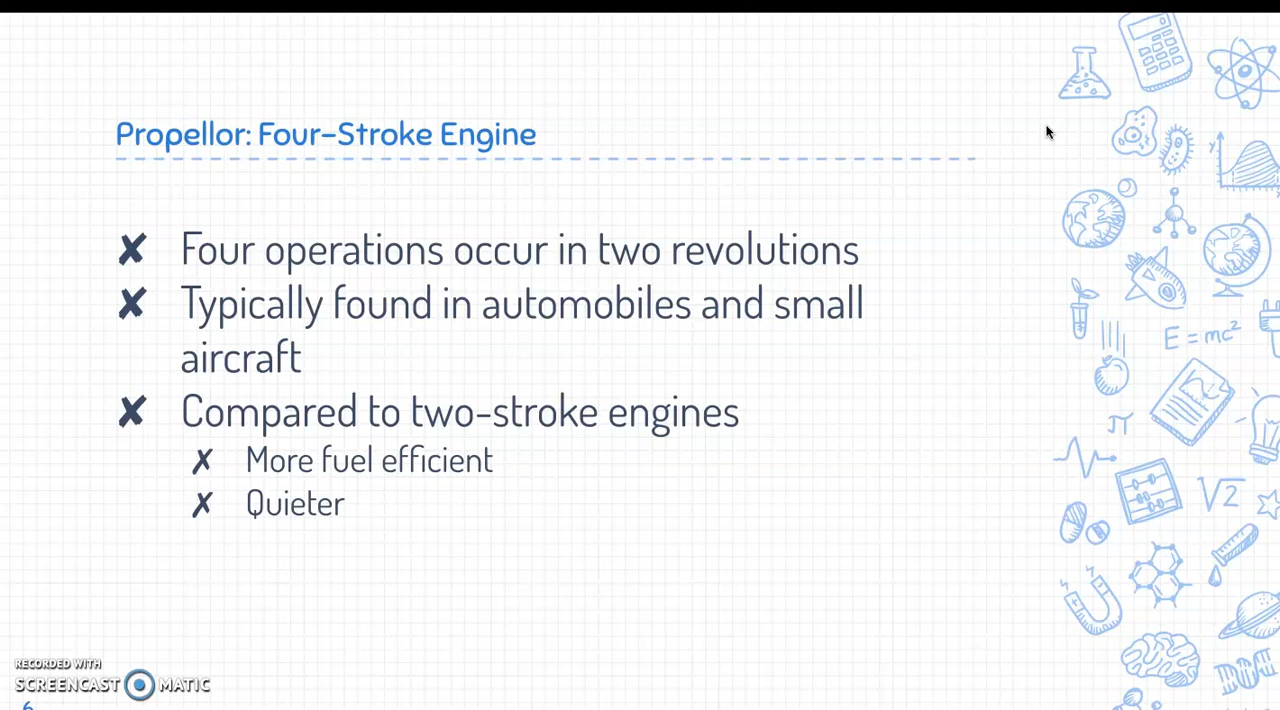 Propellor: Four-Stroke Engine
✘ Four operations occur in two revolutions
✘ Typically found in automobiles and small
aircraft
✘ Compared to two-stroke engines
✗ More fuel efficient
✗ Quieter
y
E = mc²
π
√2
RECORDED WITH
SCREENCAST MATIC
6